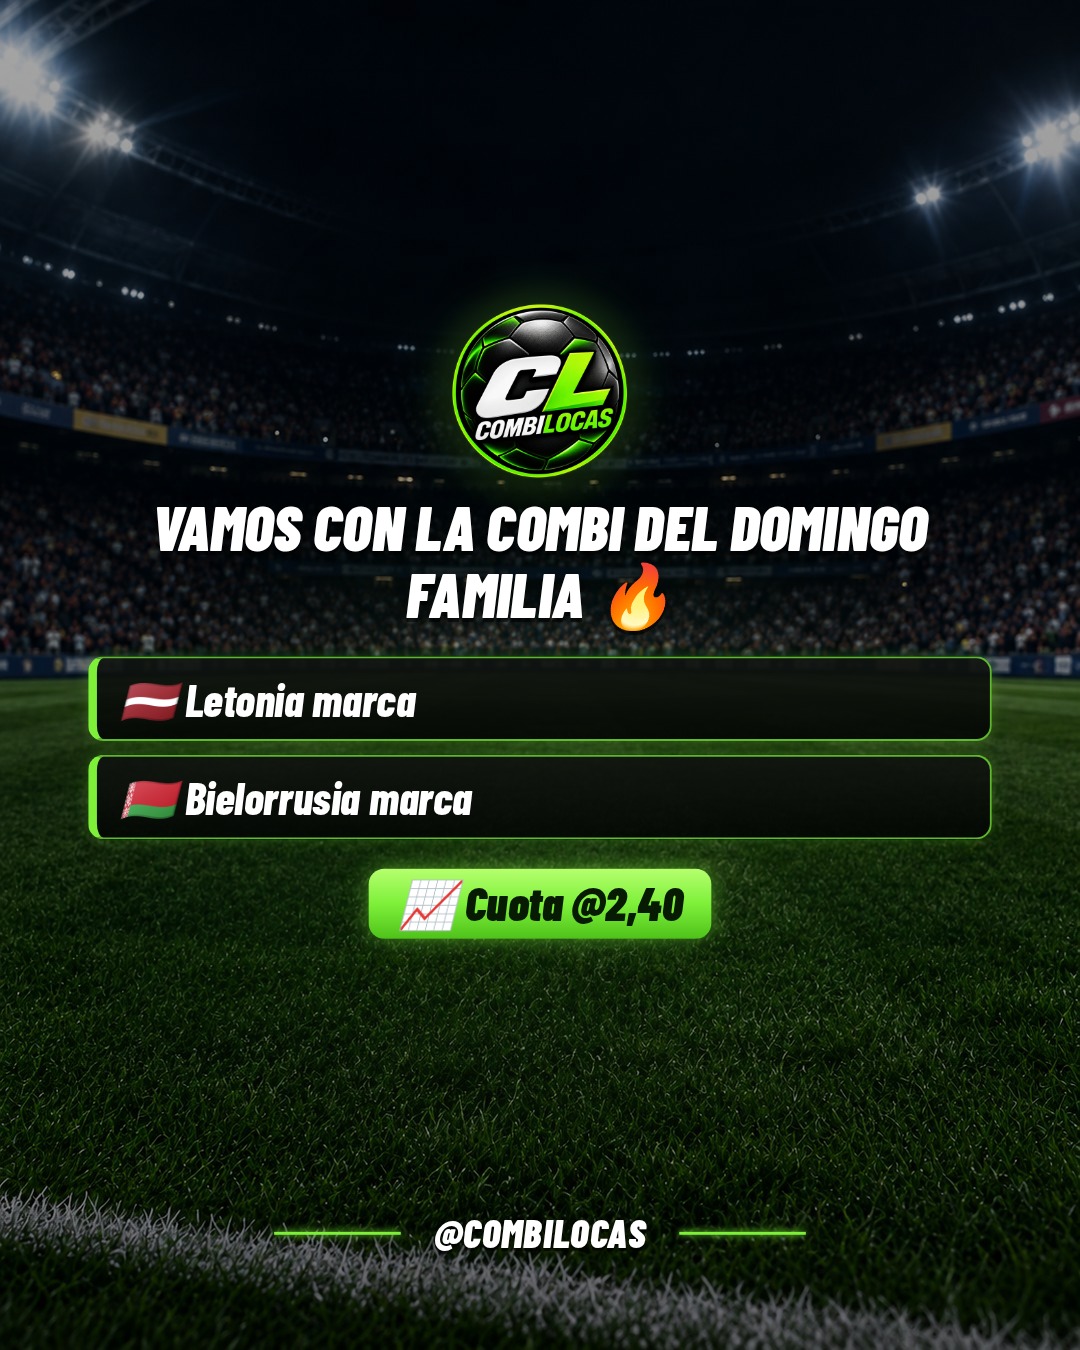 CL
COMBILOCAS
VAMOS CON LA COMBI DEL DOMINGO
FAMILIA 🔥
🇱🇻 Letonia marca
🇧🇾 Bielorrusia marca
📈 Cuota @2,40
@COMBILOCAS